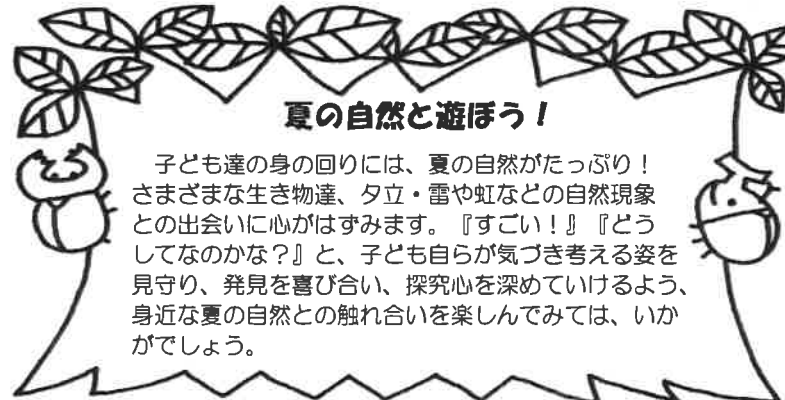 夏の自然と遊ぼう！
子ども達の身の回りには、夏の自然がたっぷり！
さまざまな生き物達、夕立・雷や虹などの自然現象
との出会いに心がはずみます。『すごい！』『どう
してなのかな？』と、子ども自らが気づき考える姿を
見守り、発見を喜び合い、探究心を深めていけるよう、
身近な夏の自然との触れ合いを楽しんでみては、いか
がでしょう。